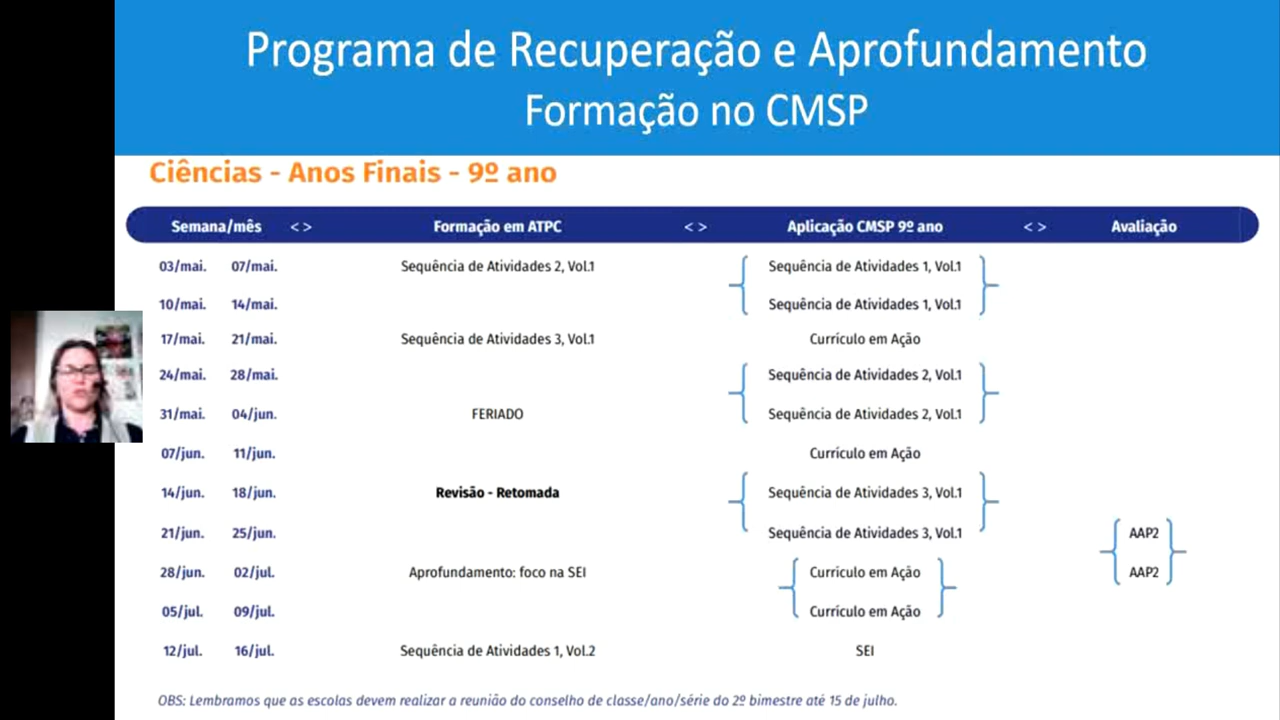 Programa de Recuperação e Aprofundamento
Formação no CMSP
Ciências - Anos Finais - 9º ano
Semana/mês < > Formação em ATPC < > Aplicação CMSP 9º ano < > Avaliação
03/mai. 07/mai. Sequência de Atividades 2, Vol.1 Sequência de Atividades 1, Vol.1
10/mai. 14/mai. Sequência de Atividades 1, Vol.1
17/mai. 21/mai. Sequência de Atividades 3, Vol.1 Currículo em Ação
24/mai. 28/mai. Sequência de Atividades 2, Vol.1
31/mai. 04/jun. FERIADO Sequência de Atividades 2, Vol.1
07/jun. 11/jun. Currículo em Ação
14/jun. 18/jun. Revisão - Retomada Sequência de Atividades 3, Vol.1
21/jun. 25/jun. Sequência de Atividades 3, Vol.1 AAP2
28/jun. 02/jul. Aprofundamento: foco na SEI Currículo em Ação AAP2
05/jul. 09/jul. Currículo em Ação
12/jul. 16/jul. Sequência de Atividades 1, Vol.2 SEI
OBS: Lembramos que as escolas devem realizar a reunião do conselho de classe/ano/série do 2º bimestre até 15 de julho.